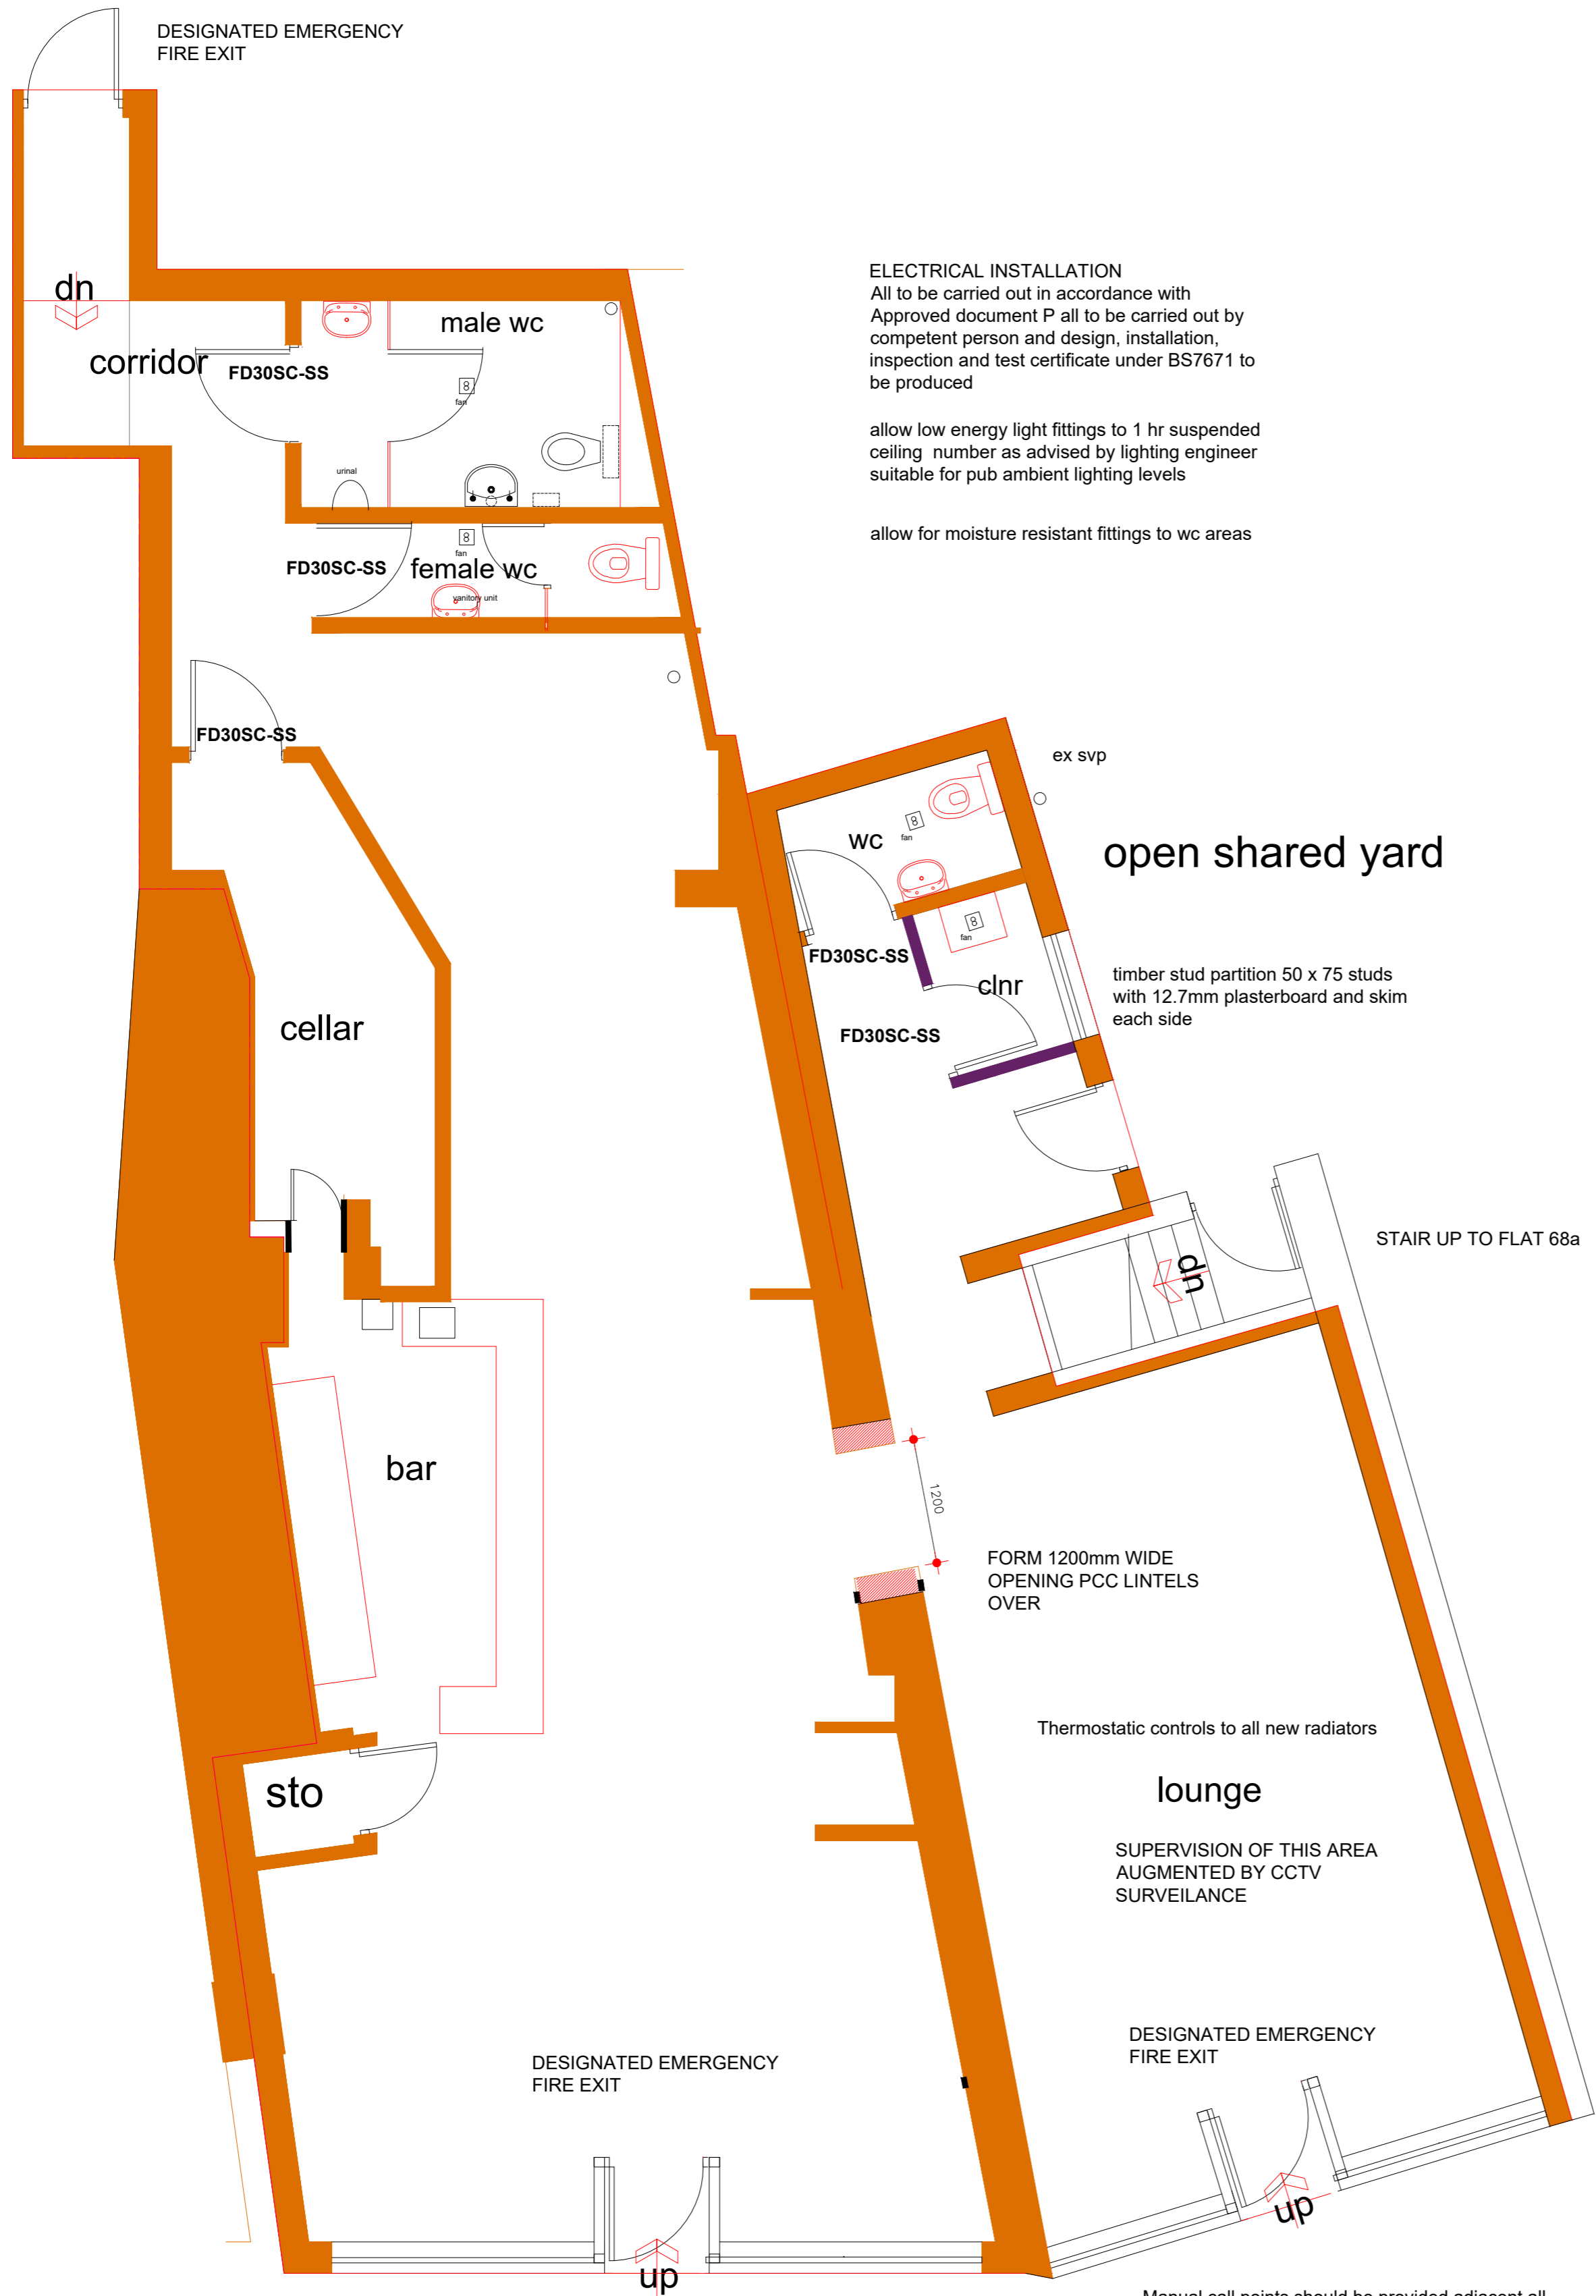 DESIGNATED EMERGENCY
FIRE EXIT
dn
corridor
FD30SC-SS
male wc
fan
urinal
FD30SC-SS
fan
female wc
vanitory unit
FD30SC-SS
ELECTRICAL INSTALLATION
All to be carried out in accordance with
Approved document P all to be carried out by
competent person and design, installation,
inspection and test certificate under BS7671 to
be produced
allow low energy light fittings to 1 hr suspended
ceiling number as advised by lighting engineer
suitable for pub ambient lighting levels
allow for moisture resistant fittings to wc areas
ex svp
wc
fan
open shared yard
fan
FD30SC-SS
clnr
timber stud partition 50 x 75 studs
with 12.7mm plasterboard and skim
each side
FD30SC-SS
cellar
STAIR UP TO FLAT 68a
dn
bar
1200
FORM 1200mm WIDE
OPENING PCC LINTELS
OVER
Thermostatic controls to all new radiators
sto
lounge
SUPERVISION OF THIS AREA
AUGMENTED BY CCTV
SURVEILANCE
DESIGNATED EMERGENCY
FIRE EXIT
DESIGNATED EMERGENCY
FIRE EXIT
up
up
Manual call points should be provided adjacent all